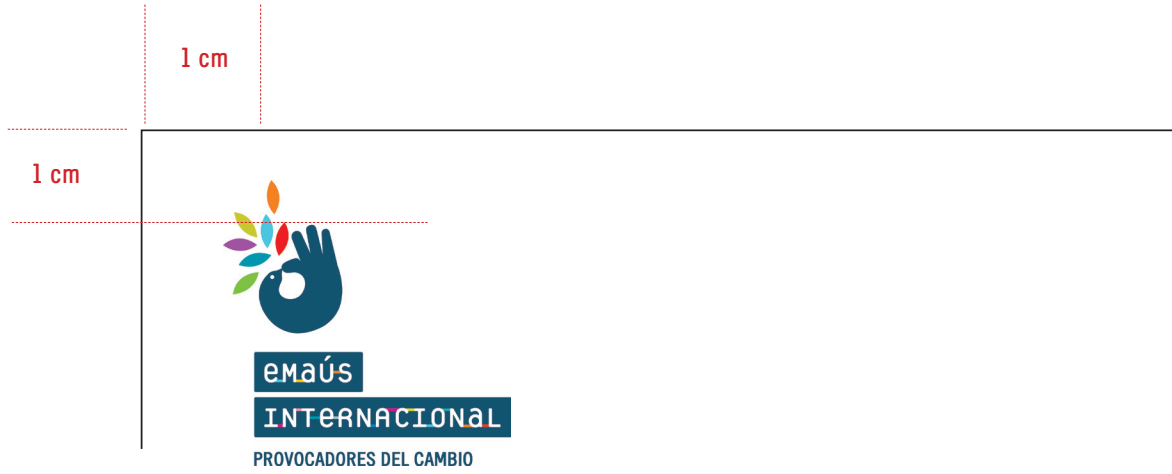 1 cm
1 cm
emaús
INTERNACIONAL
PROVOCADORES DEL CAMBIO